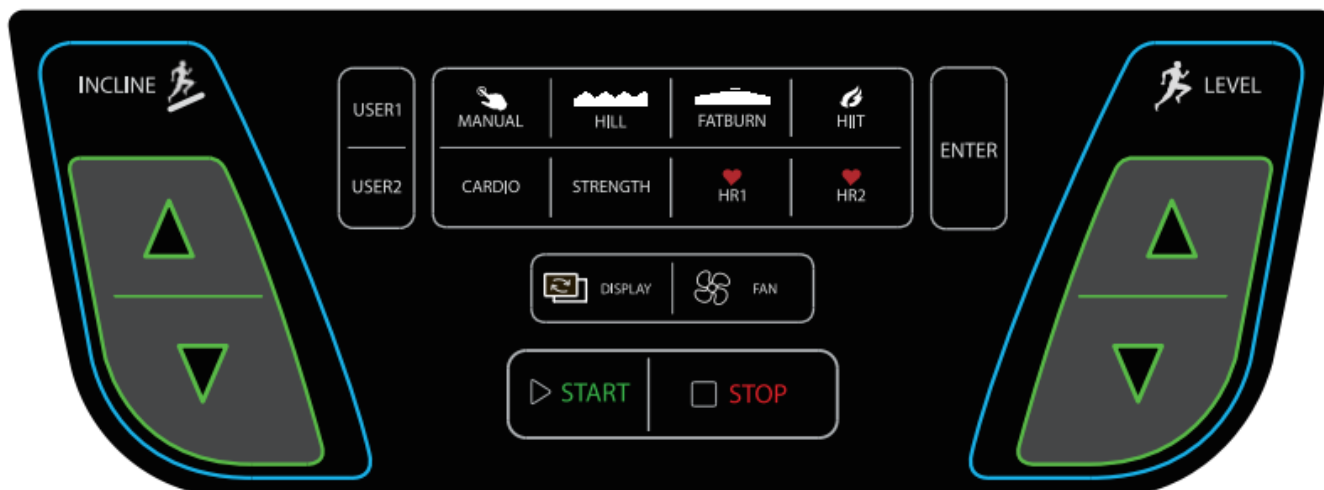 INCLINE
USER1
USER2
MANUAL
HILL
FATBURN
HIIT
CARDIO
STRENGTH
HR1
HR2
ENTER
LEVEL
DISPLAY
FAN
START
STOP